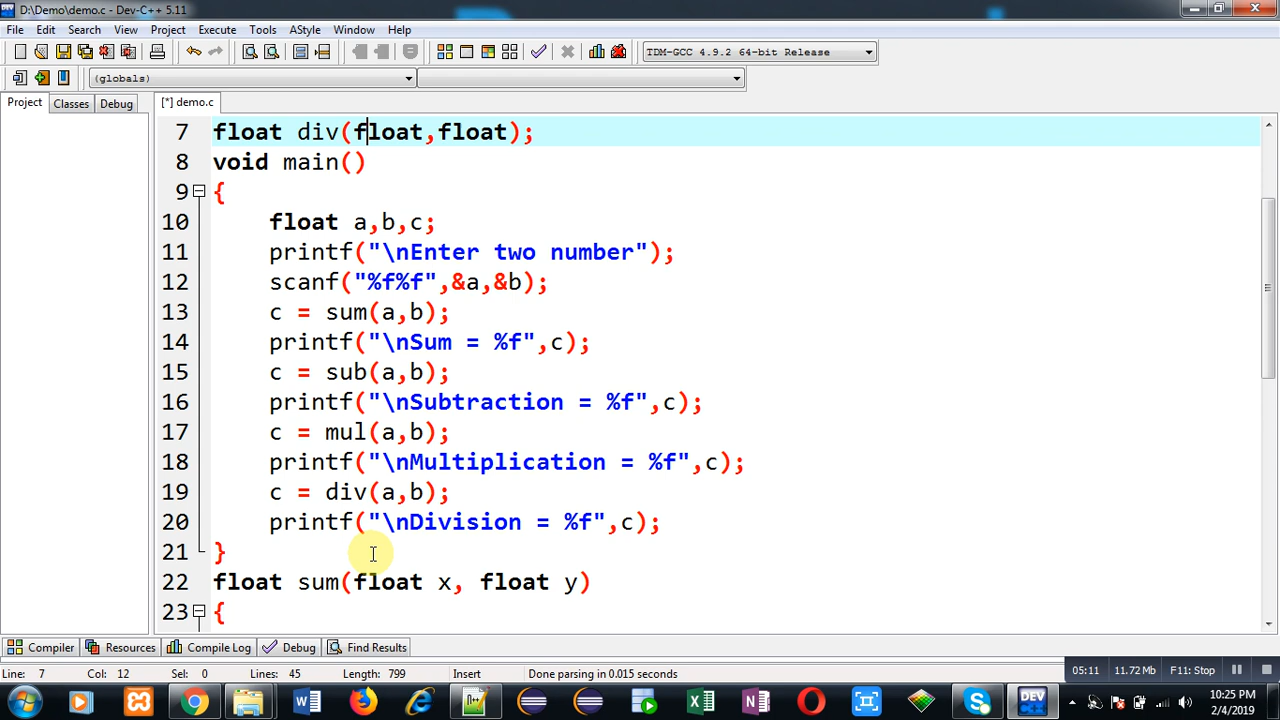 D:\Demo\demo.c - Dev-C++ 5.11
File Edit Search View Project Execute Tools AStyle Window Help
TDM-GCC 4.9.2 64-bit Release
(globals)
Project Classes Debug [*] demo.c
7 float div(float,float);
8 void main()
9 {
10 float a,b,c;
11 printf("\nEnter two number");
12 scanf("%f%f",&a,&b);
13 c = sum(a,b);
14 printf("\nSum = %f",c);
15 c = sub(a,b);
16 printf("\nSubtraction = %f",c);
17 c = mul(a,b);
18 printf("\nMultiplication = %f",c);
19 c = div(a,b);
20 printf("\nDivision = %f",c);
21 }
22 float sum(float x, float y)
23 {
Compiler Resources Compile Log Debug Find Results
Line: 7 Col: 12 Sel: 0 Lines: 45 Length: 799 Insert Done parsing in 0.015 seconds 05:11 11.72 Mb F11: Stop
10:25 PM
2/4/2019